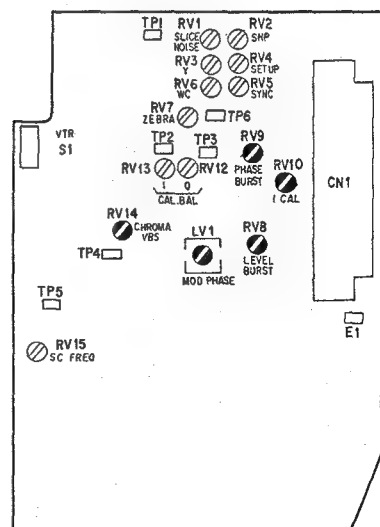 TP1
RV1
SLICE
NOISE
RV2
SHP
RV3
Y
RV4
SETUP
RV6
WC
RV5
SYNC
RV7
ZEBRA
TP6
VTR
S1
TP2
TP3
RV9
PHASE
BURST
RV13
RV12
I
Q
CAL.BAL
RV10
I CAL
CN1
RV14
CHROMA
VBS
TP4
LV1
MOD PHASE
RV8
LEVEL
BURST
TP5
E1
RV15
SC FREQ